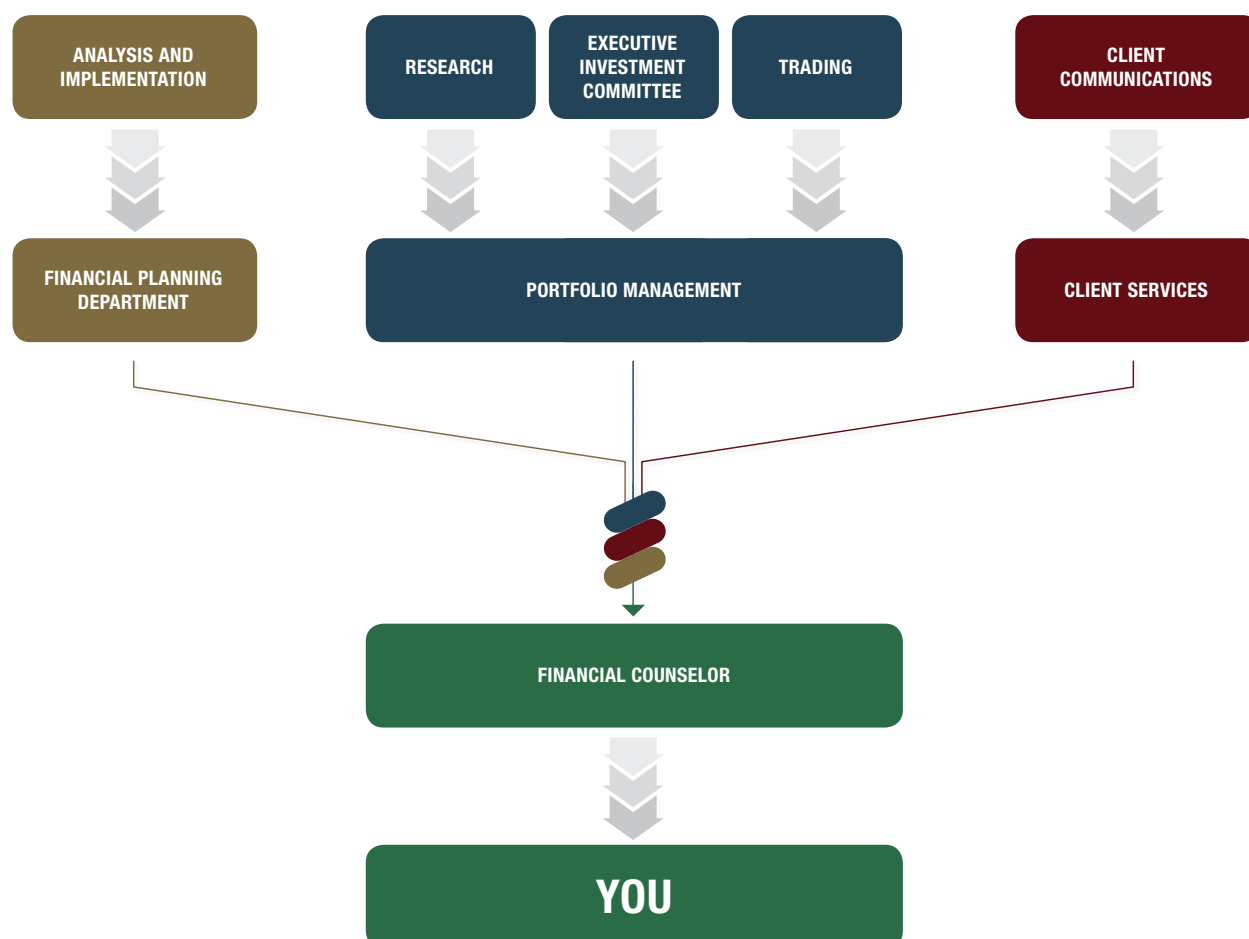 ANALYSIS AND
IMPLEMENTATION
RESEARCH
EXECUTIVE
INVESTMENT
COMMITTEE
TRADING
CLIENT
COMMUNICATIONS
FINANCIAL PLANNING
DEPARTMENT
PORTFOLIO MANAGEMENT
CLIENT SERVICES
FINANCIAL COUNSELOR
YOU